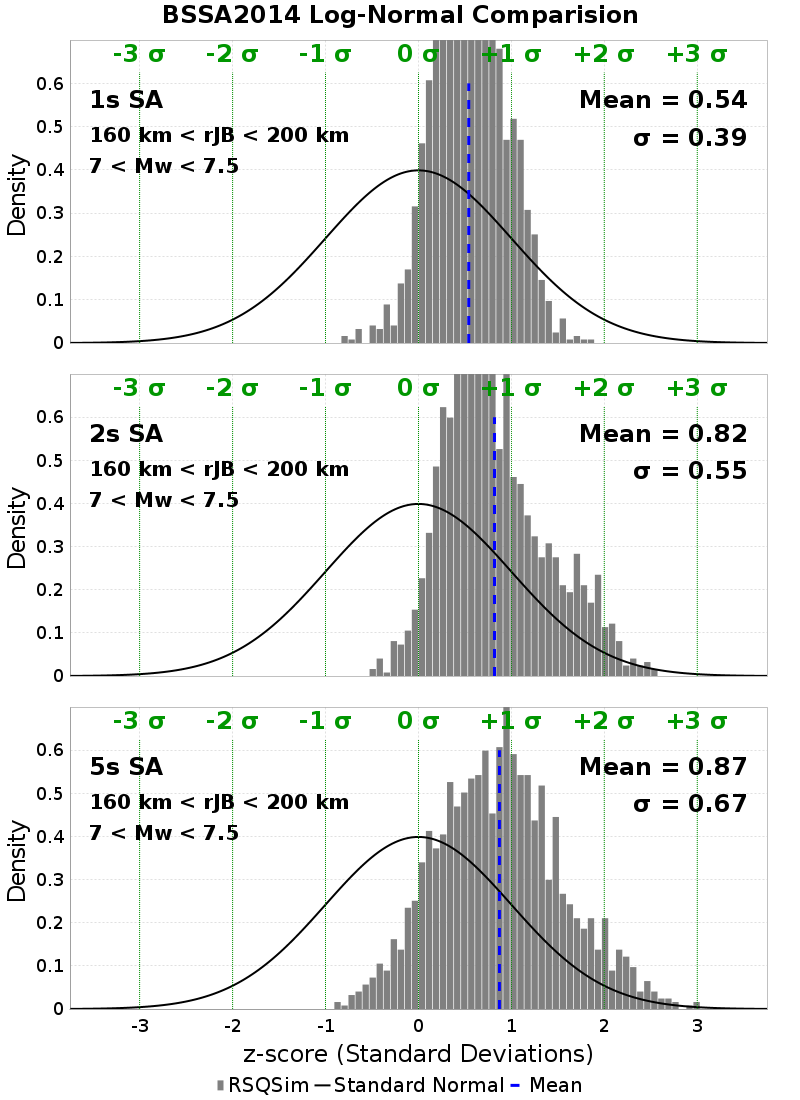 BSSA2014 Log-Normal Comparision
-3 σ -2 σ -1 σ 0 σ +1 σ +2 σ +3 σ
1s SA
160 km < rJB < 200 km
7 < Mw < 7.5
Mean = 0.54
σ = 0.39
0.6
0.5
0.4
0.3
0.2
0.1
0
Density
-3 σ -2 σ -1 σ 0 σ +1 σ +2 σ +3 σ
2s SA
160 km < rJB < 200 km
7 < Mw < 7.5
Mean = 0.82
σ = 0.55
0.6
0.5
0.4
0.3
0.2
0.1
0
Density
-3 σ -2 σ -1 σ 0 σ +1 σ +2 σ +3 σ
5s SA
160 km < rJB < 200 km
7 < Mw < 7.5
Mean = 0.87
σ = 0.67
0.6
0.5
0.4
0.3
0.2
0.1
0
Density
-3 -2 -1 0 1 2 3
z-score (Standard Deviations)
RSQSim Standard Normal Mean